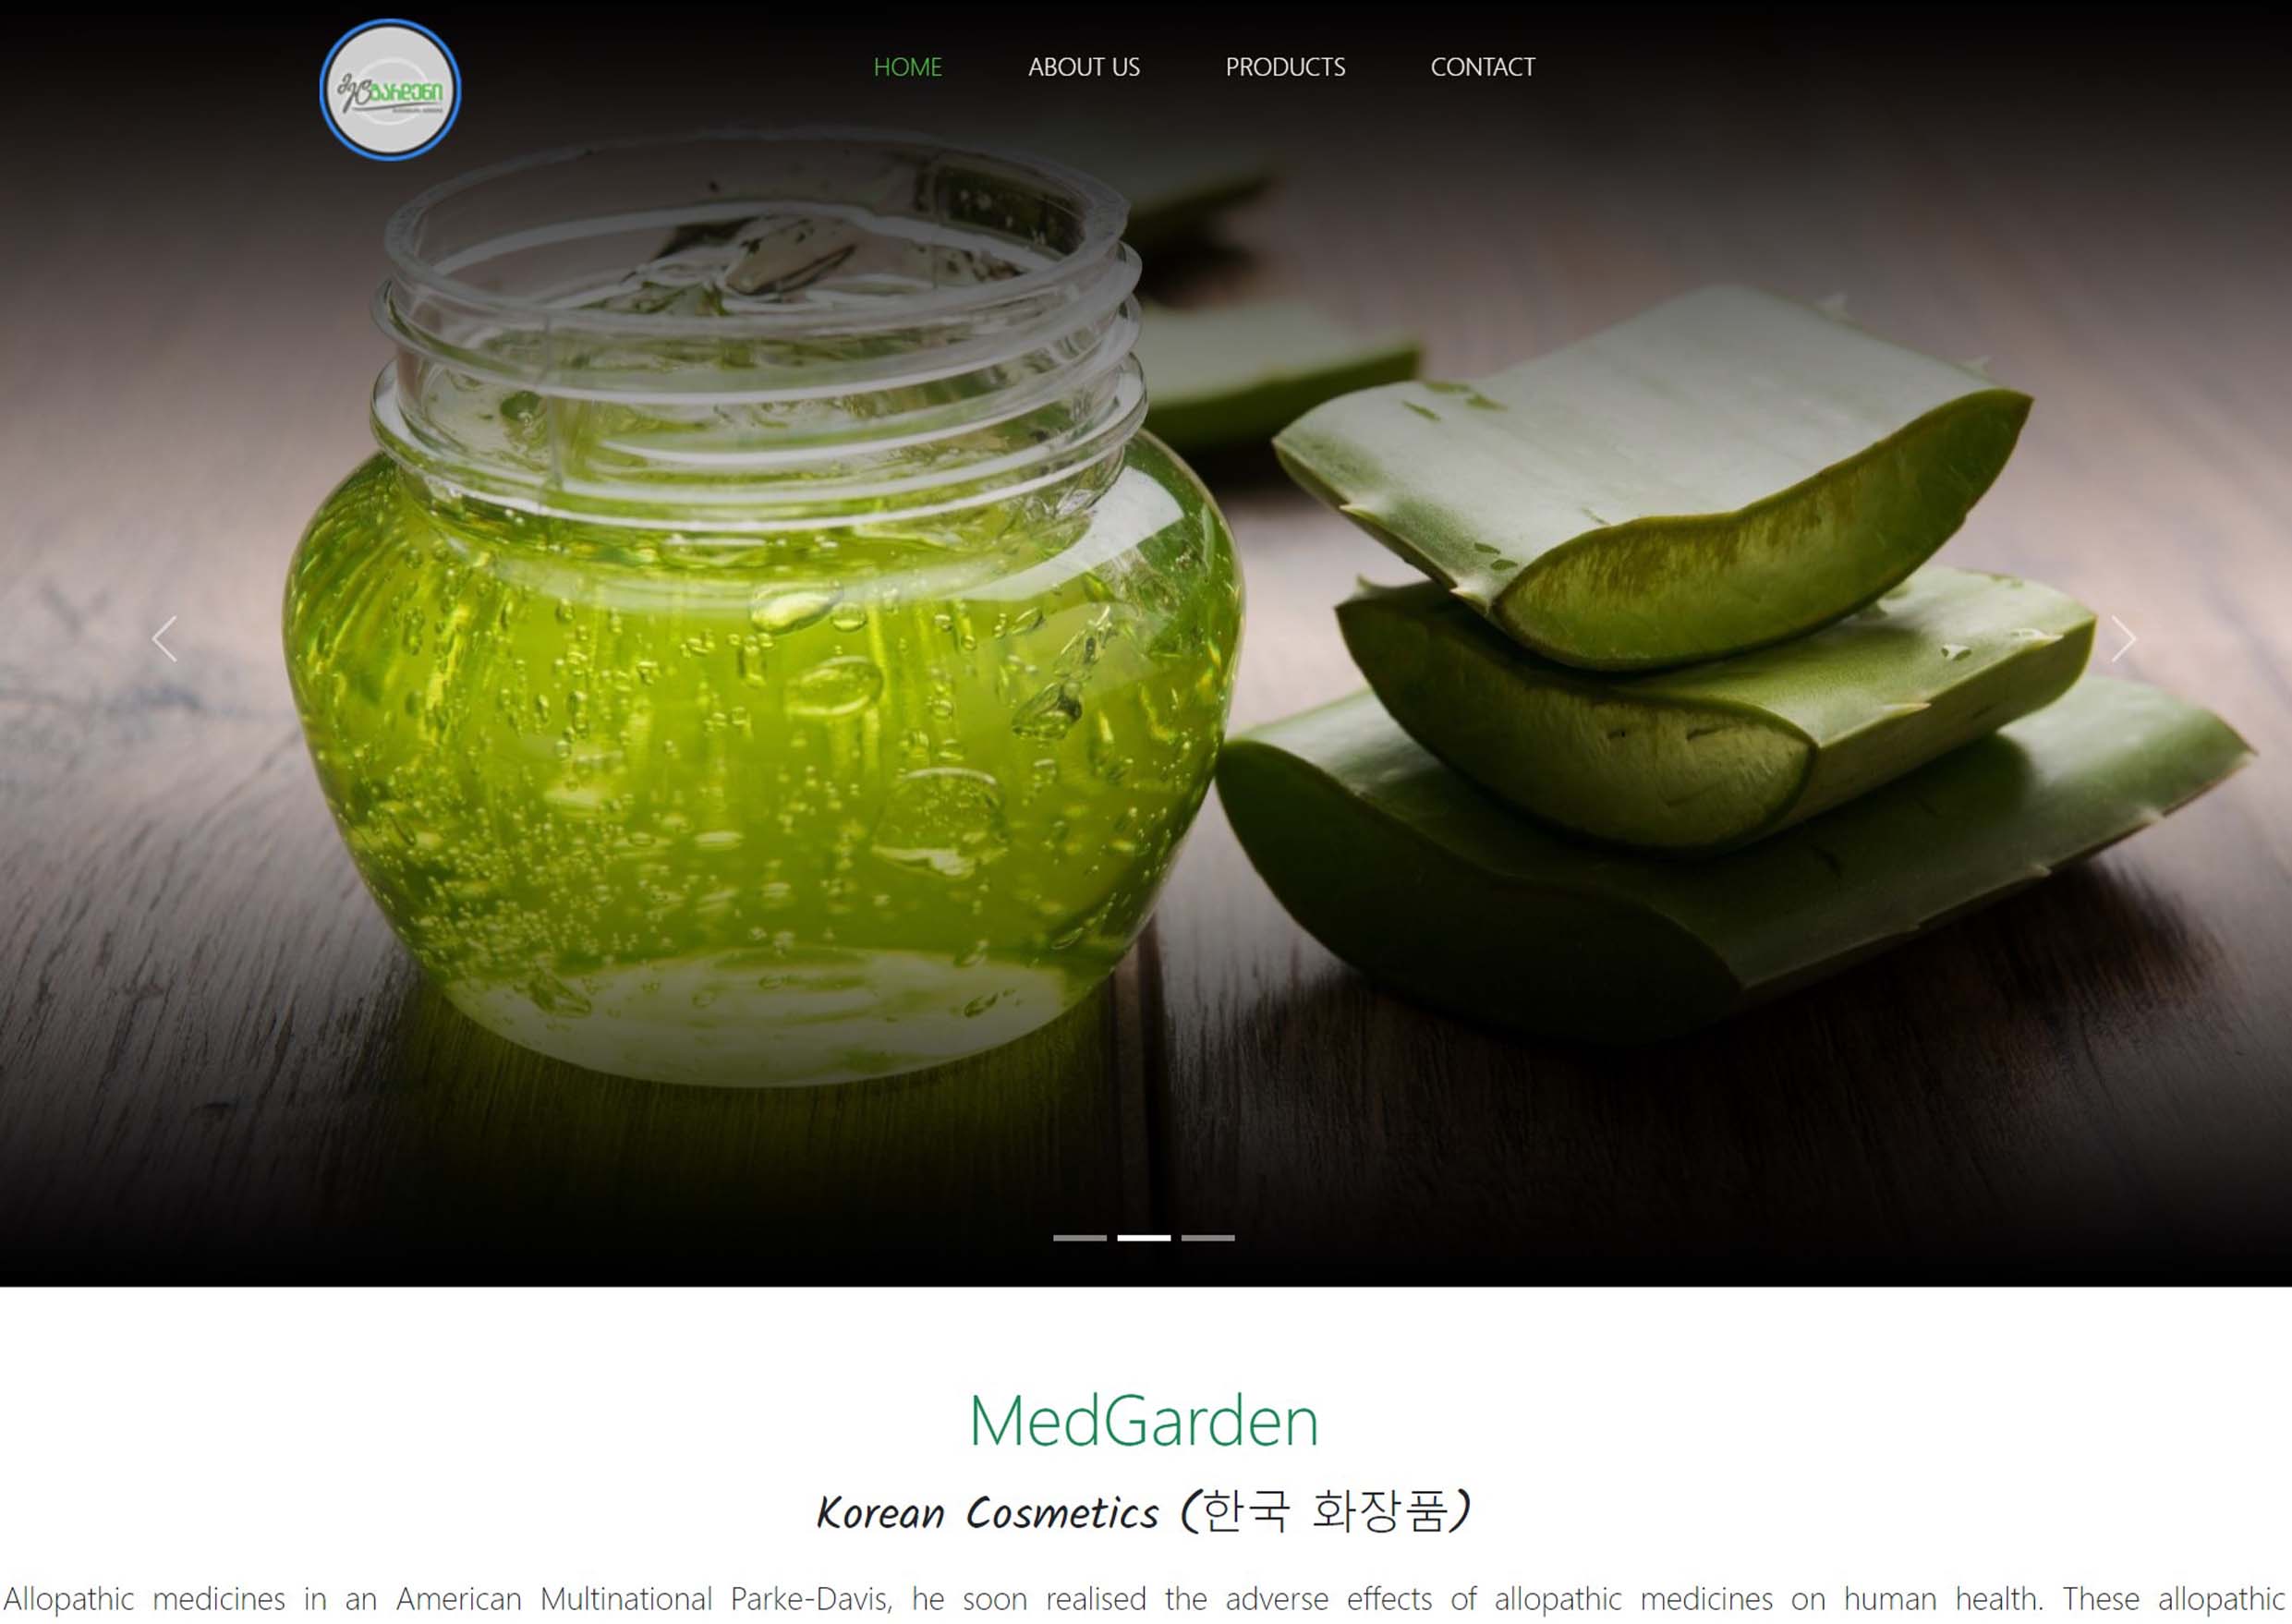 მედგარდენი
HOME ABOUT US PRODUCTS CONTACT
MedGarden
Korean Cosmetics (한국 화장품)
Allopathic medicines in an American Multinational Parke-Davis, he soon realised the adverse effects of allopathic medicines on human health. These allopathic